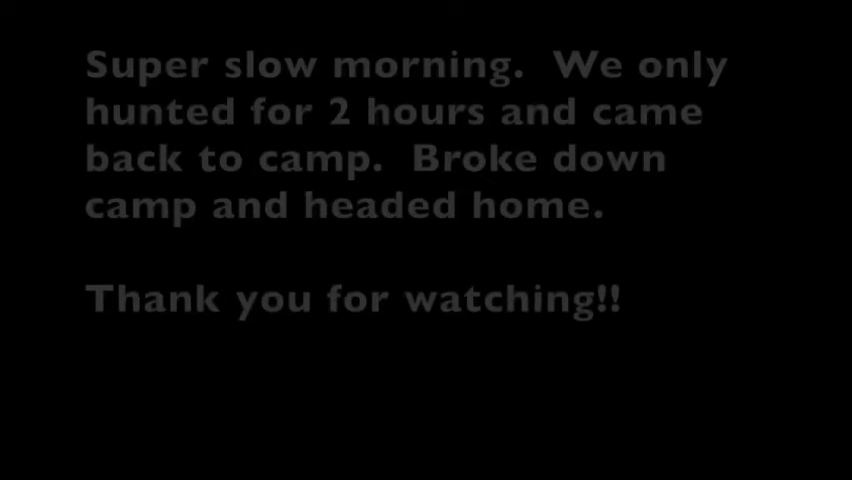 Super slow morning.  We only
hunted for 2 hours and came
back to camp.  Broke down
camp and headed home.

Thank you for watching!!